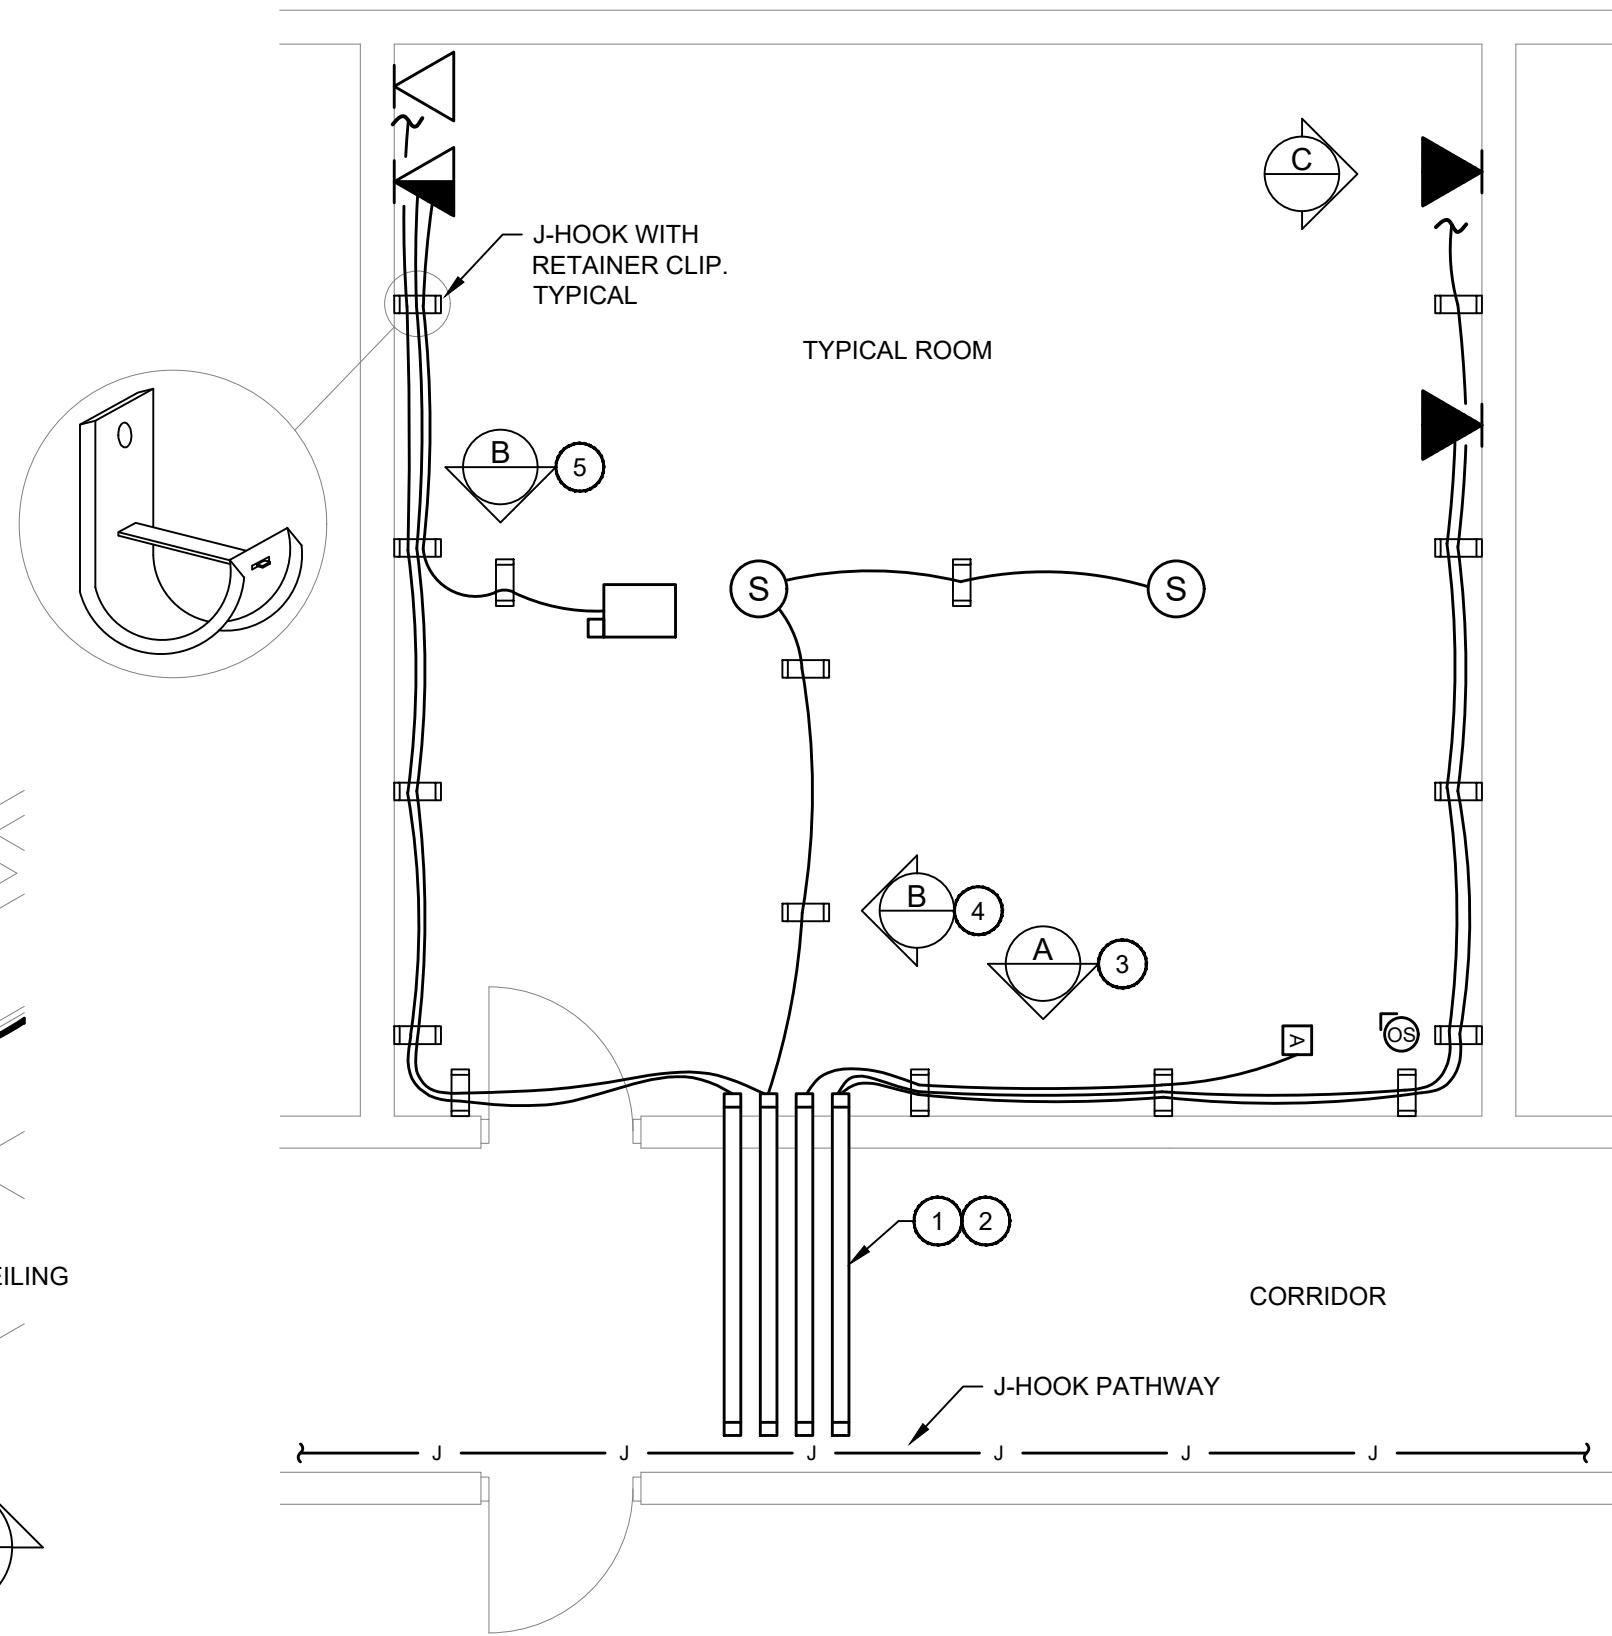 C
J-HOOK WITH
RETAINER CLIP.
TYPICAL
TYPICAL ROOM
B
5
S
S
B
4
A
3
A
OS
1
2
EILING
CORRIDOR
J-HOOK PATHWAY
J
J
J
J
J
J